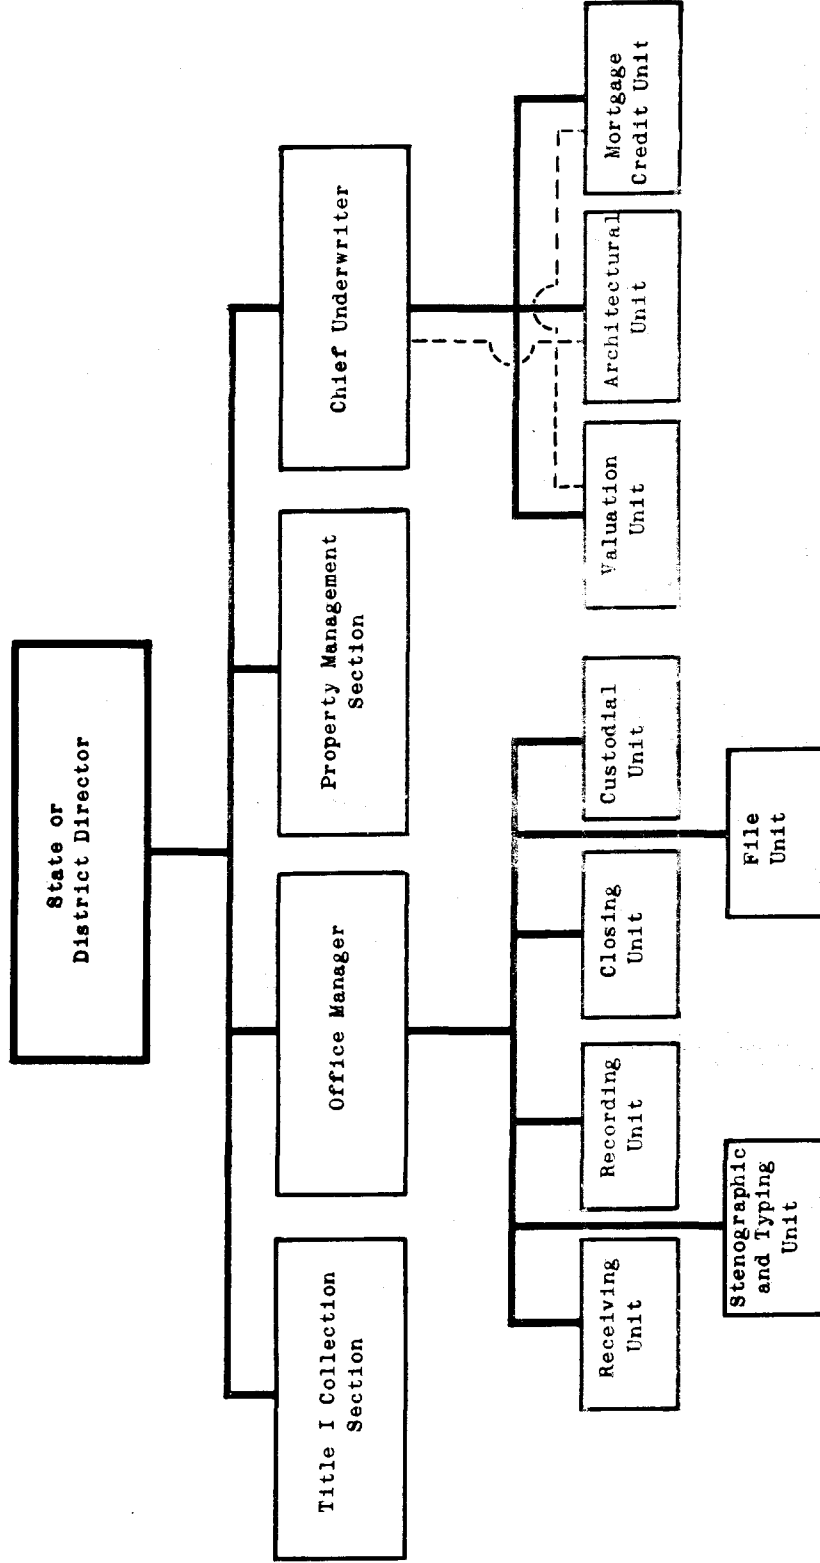 State or
District Director
Title I Collection
Section
Office Manager
Property Management
Section
Chief Underwriter
Receiving
Unit
Recording
Unit
Closing
Unit
Custodial
Unit
Valuation
Unit
Architectural
Unit
Mortgage
Credit Unit
Stenographic
and Typing
Unit
File
Unit